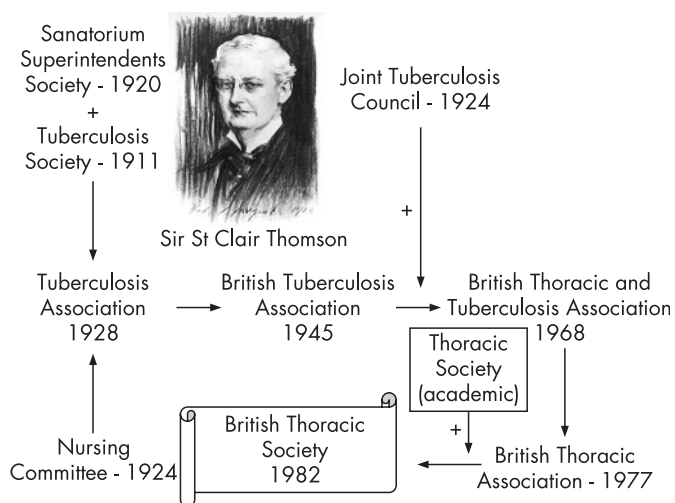 Sanatorium
Superintendents
Society - 1920
+
Tuberculosis
Society - 1911
Sir St Clair Thomson
Joint Tuberculosis
Council - 1924
+
Tuberculosis
Association
1928
British Tuberculosis
Association
1945
British Thoracic and
Tuberculosis Association
1968
Thoracic
Society
(academic)
+
Nursing
Committee - 1924
British Thoracic
Society
1982
British Thoracic
Association - 1977